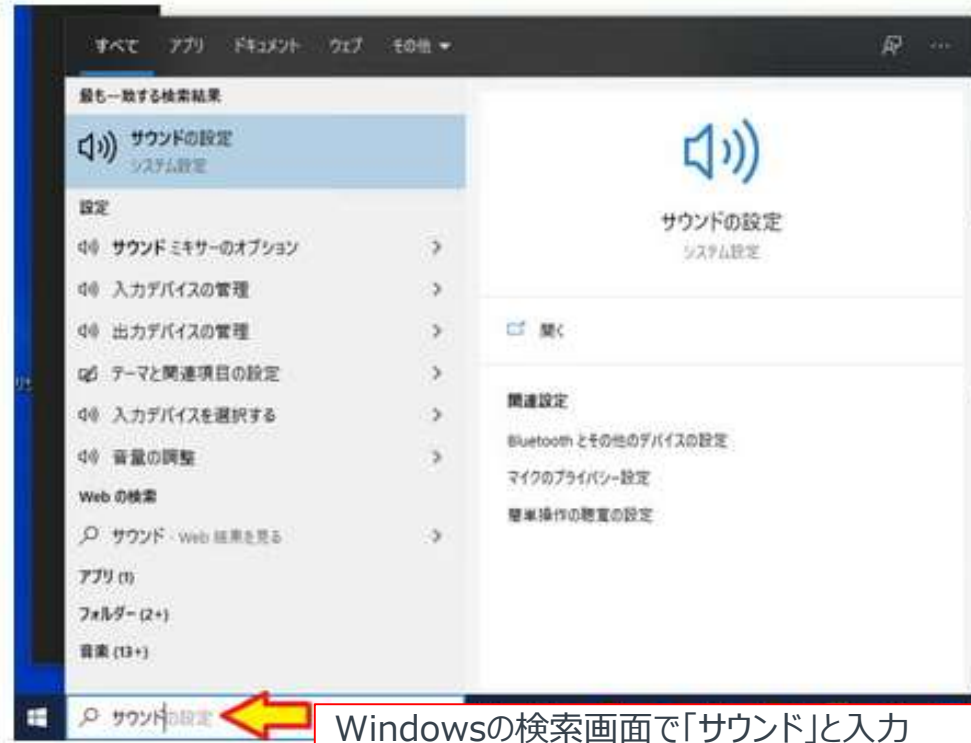 すべて アプリ ドキュメント ウェブ その他 ▾ ···
最も一致する検索結果
サウンドの設定
システム設定
設定
サウンド ミキサーのオプション
入力デバイスの管理
出力デバイスの管理
テーマと関連項目の設定
入力デバイスを選択する
音量の調整
Web の検索
サウンド - Web 結果を見る
アプリ (1)
フォルダー (2+)
音楽 (13+)
サウンドの設定
システム設定
開く
関連設定
Bluetooth とその他のデバイスの設定
マイクのプライバシー設定
簡単操作の聴覚の設定
サウンドの設定
Windowsの検索画面で「サウンド」と入力